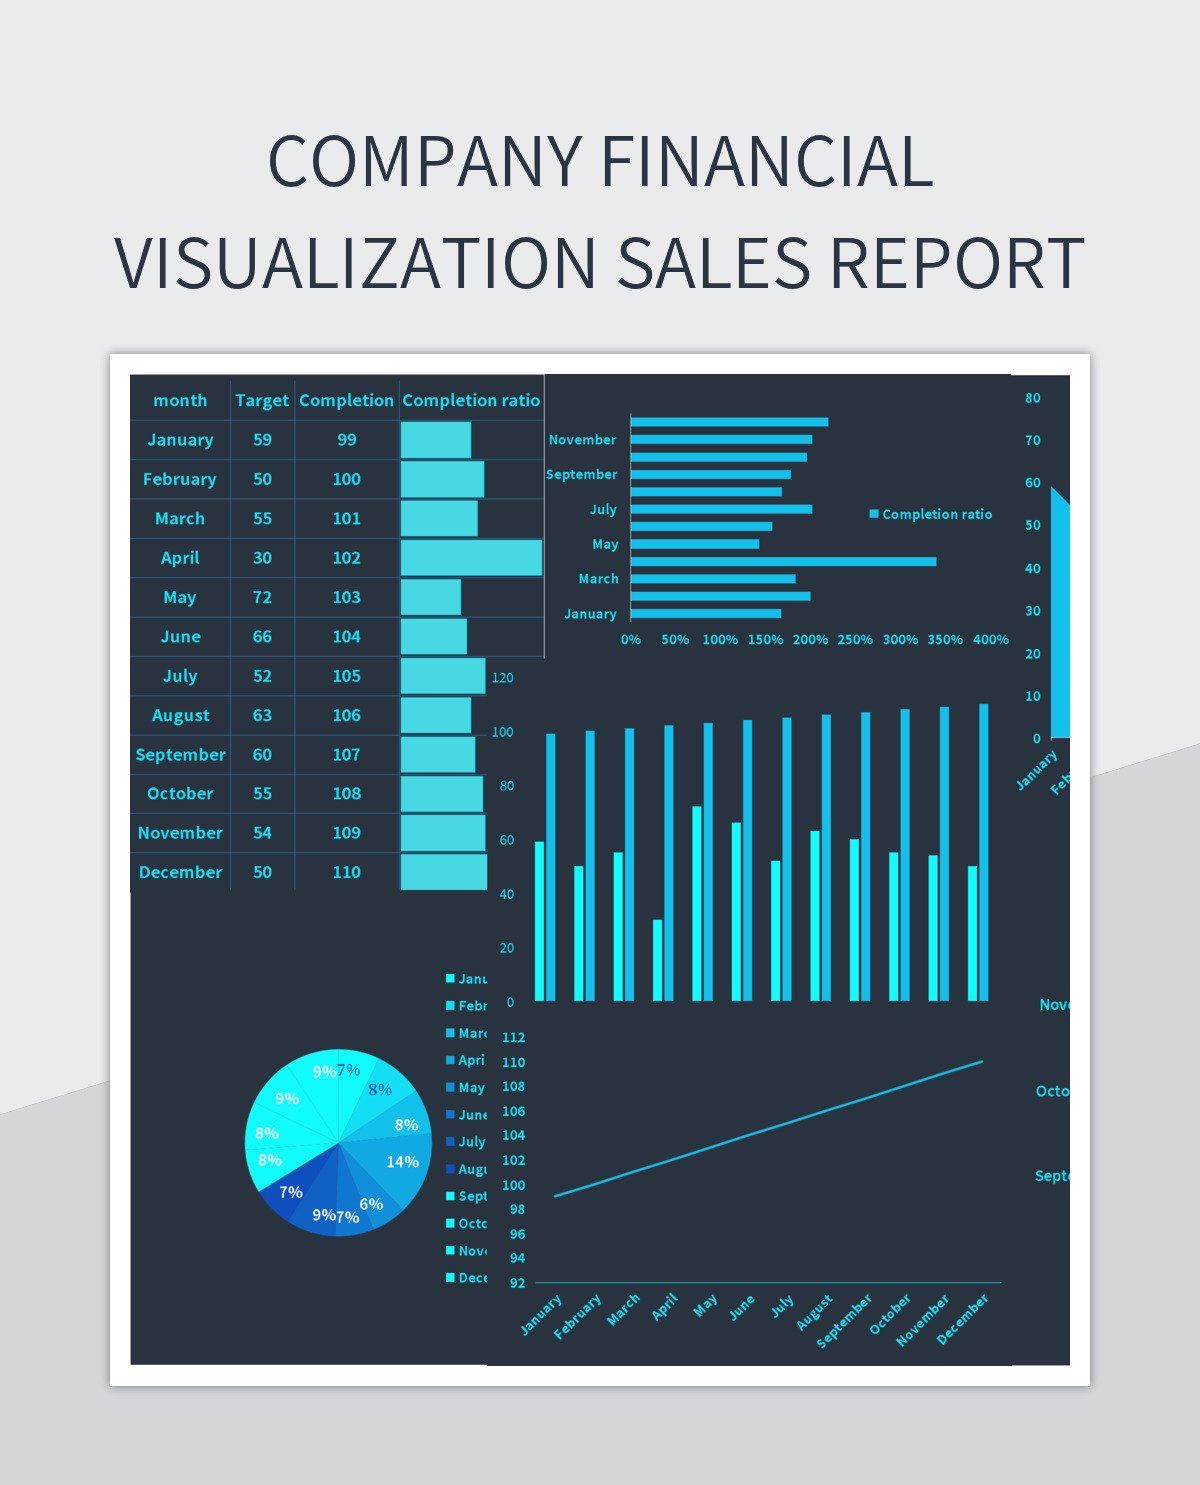 COMPANY FINANCIAL
VISUALIZATION SALES REPORT
month Target Completion Completion ratio
January 59 99
February 50 100
March 55 101
April 30 102
May 72 103
June 66 104
July 52 105
August 63 106
September 60 107
October 55 108
November 54 109
December 50 110
November
September
July
May
March
January
0% 50% 100% 150% 200% 250% 300% 350% 400%
Completion ratio
80
70
60
50
40
30
20
10
0
January
Feb
120
100
80
60
40
20
0
9% 7%
8%
8%
14%
6%
7%
9%
7%
8%
8%
9%
Janu
Febr
Marc
Apri
May
June
July
Augu
Sept
Octo
Nove
Dece
112
110
108
106
104
102
100
98
96
94
92
January February March April May June July August September October November December
Nove
Octo
Septe